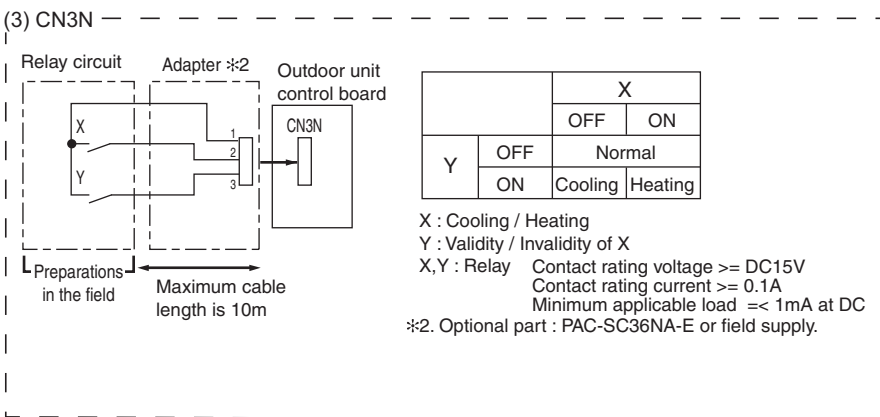 (3) CN3N
Relay circuit
Adapter ✻2
Outdoor unit
control board
X
Y
1
2
3
CN3N
Preparations
in the field
Maximum cable
length is 10m
X
OFF ON
Y OFF Normal
ON Cooling Heating
X : Cooling / Heating
Y : Validity / Invalidity of X
X,Y : Relay Contact rating voltage >= DC15V
Contact rating current >= 0.1A
Minimum applicable load =< 1mA at DC
✻2. Optional part : PAC-SC36NA-E or field supply.